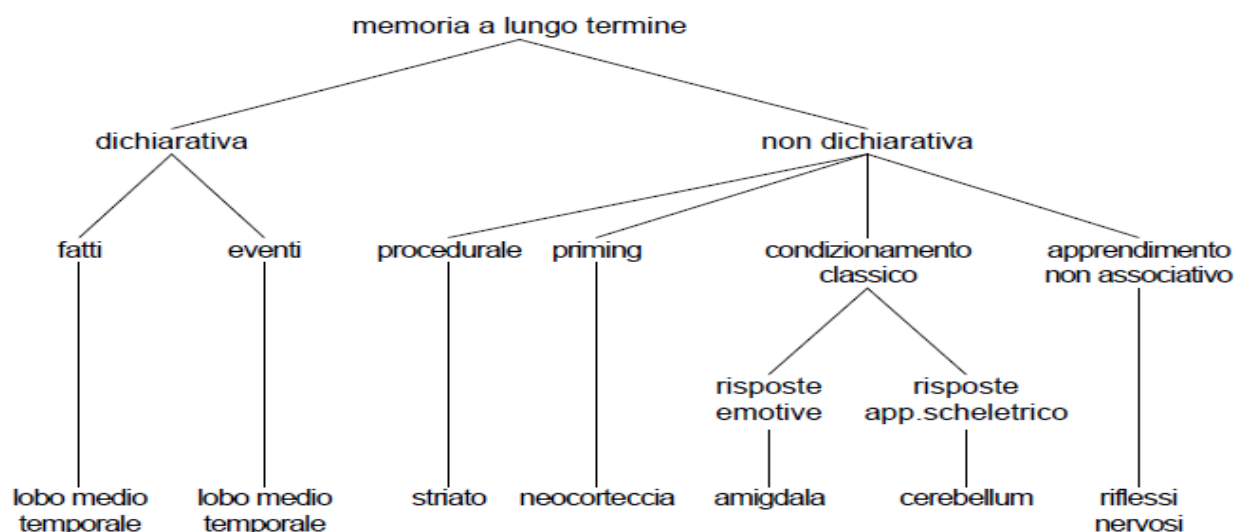 memoria a lungo termine
dichiarativa
non dichiarativa
fatti
eventi
procedurale
priming
condizionamento
classico
apprendimento
non associativo
risposte
emotive
risposte
app.scheletrico
lobo medio
temporale
lobo medio
temporale
striato
neocorteccia
amigdala
cerebellum
riflessi
nervosi